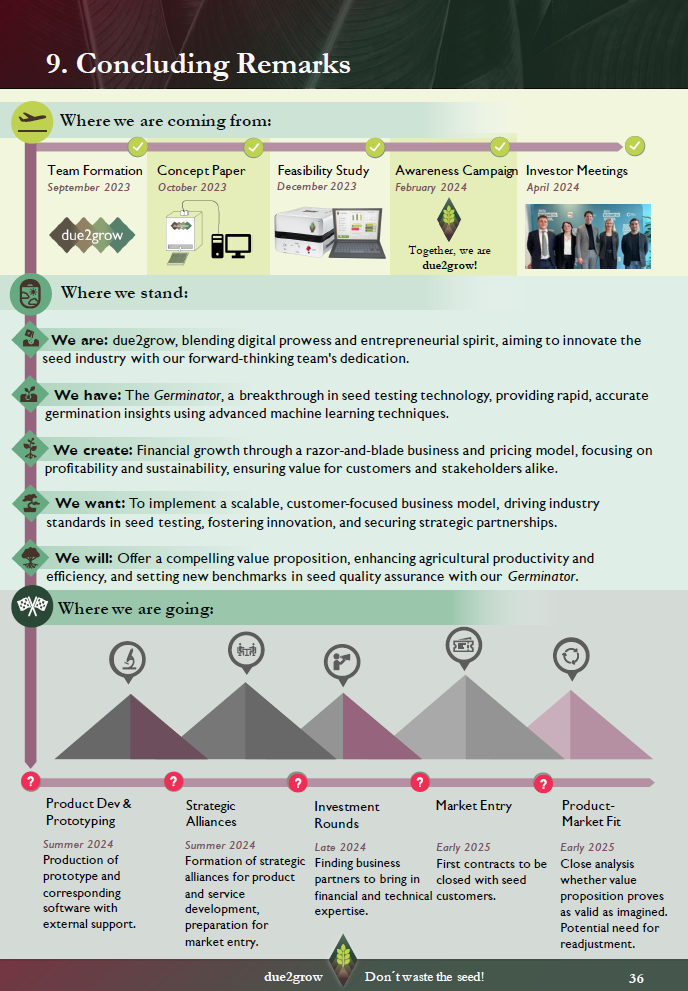 9. Concluding Remarks
Where we are coming from:
Team Formation
September 2023
due2grow
Concept Paper
October 2023
Feasibility Study
December 2023
Awareness Campaign
February 2024
Together, we are
due2grow!
Investor Meetings
April 2024
Where we stand:
We are: due2grow, blending digital prowess and entrepreneurial spirit, aiming to innovate the
seed industry with our forward-thinking team's dedication.
We have: The Germinator, a breakthrough in seed testing technology, providing rapid, accurate
germination insights using advanced machine learning techniques.
We create: Financial growth through a razor-and-blade business and pricing model, focusing on
profitability and sustainability, ensuring value for customers and stakeholders alike.
We want: To implement a scalable, customer-focused business model, driving industry
standards in seed testing, fostering innovation, and securing strategic partnerships.
We will: Offer a compelling value proposition, enhancing agricultural productivity and
efficiency, and setting new benchmarks in seed quality assurance with our Germinator.
Where we are going:
? ? ? ? ?
Product Dev &
Prototyping
Summer 2024
Production of
prototype and
corresponding
software with
external support.
Strategic
Alliances
Summer 2024
Formation of strategic
alliances for product
and service
development,
preparation for
market entry.
Investment
Rounds
Late 2024
Finding business
partners to bring in
financial and technical
expertise.
Market Entry
Early 2025
First contracts to be
closed with seed
customers.
Product-
Market Fit
Early 2025
Close analysis
whether value
proposition proves
as valid as imagined.
Potential need for
readjustment.
due2grow
Don´t waste the seed!
36